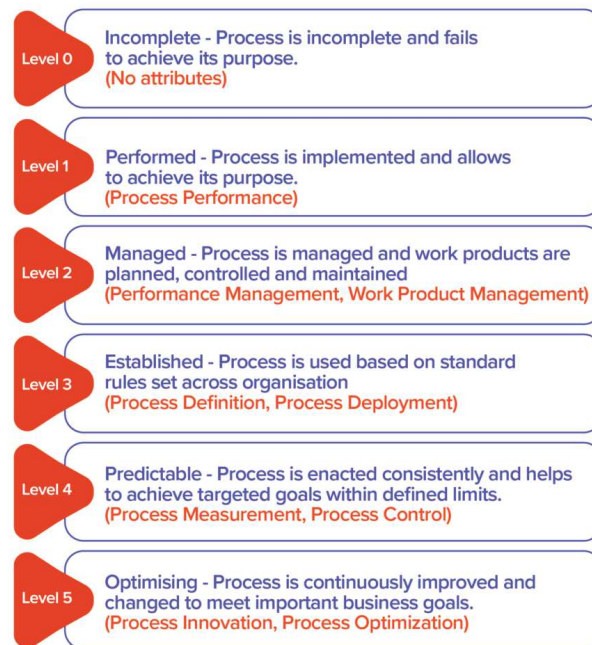 Level 0
Incomplete - Process is incomplete and fails
to achieve its purpose.
(No attributes)
Level 1
Performed - Process is implemented and allows
to achieve its purpose.
(Process Performance)
Level 2
Managed - Process is managed and work products are
planned, controlled and maintained
(Performance Management, Work Product Management)
Level 3
Established - Process is used based on standard
rules set across organisation
(Process Definition, Process Deployment)
Level 4
Predictable - Process is enacted consistently and helps
to achieve targeted goals within defined limits.
(Process Measurement, Process Control)
Level 5
Optimising - Process is continuously improved and
changed to meet important business goals.
(Process Innovation, Process Optimization)